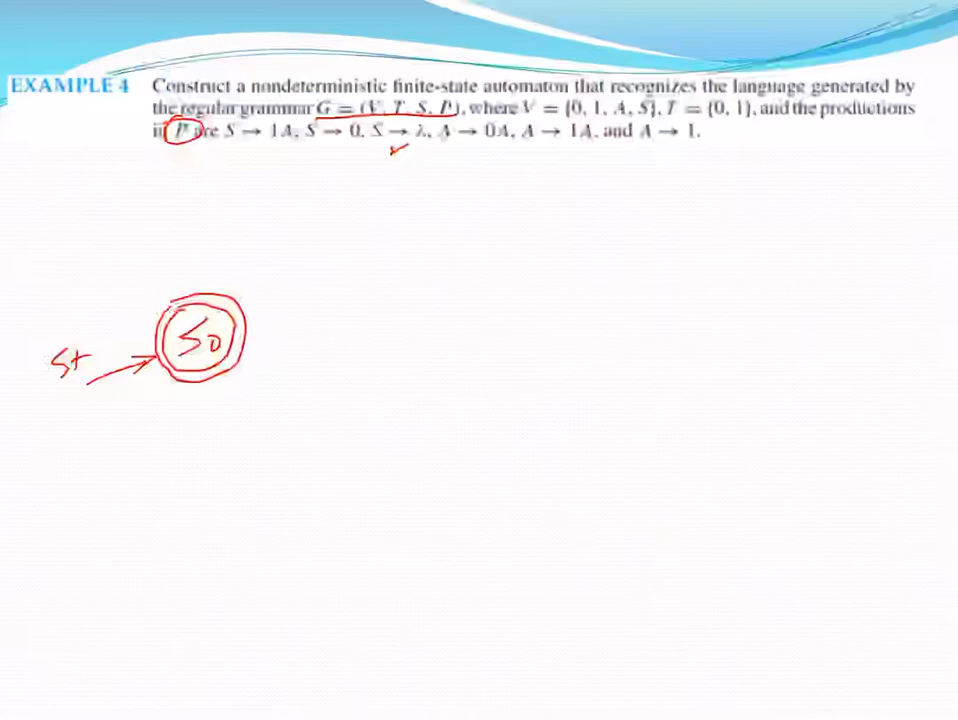 EXAMPLE 4 Construct a nondeterministic finite-state automaton that recognizes the language generated by
the regular grammar G = (V, T, S, P), where V = {0, 1, A, S}, T = {0, 1}, and the productions
in P are S → 1A, S → 0, S → λ, A → 0A, A → 1A, and A → 1.
S0
St